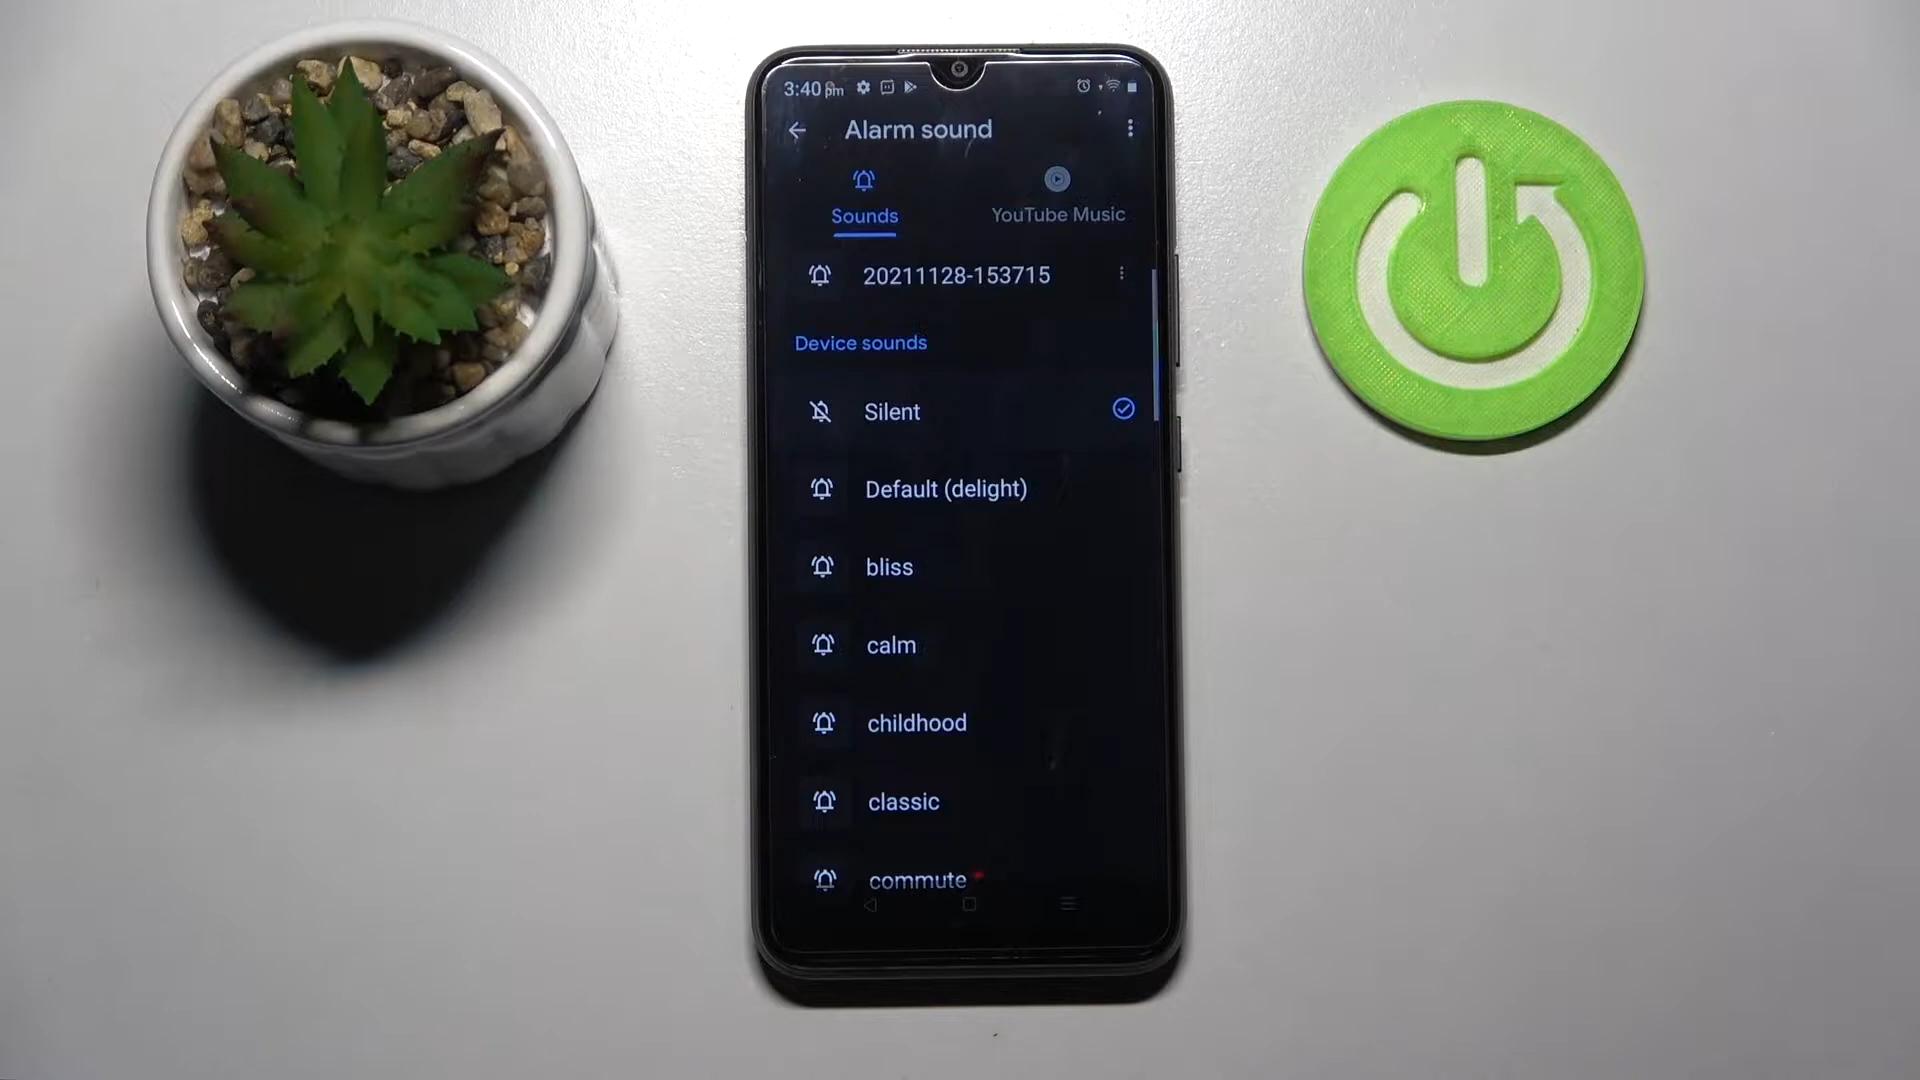 3:40 pm
Alarm sound
Sounds
YouTube Music
20211128-153715
Device sounds
Silent
Default (delight)
bliss
calm
childhood
classic
commute